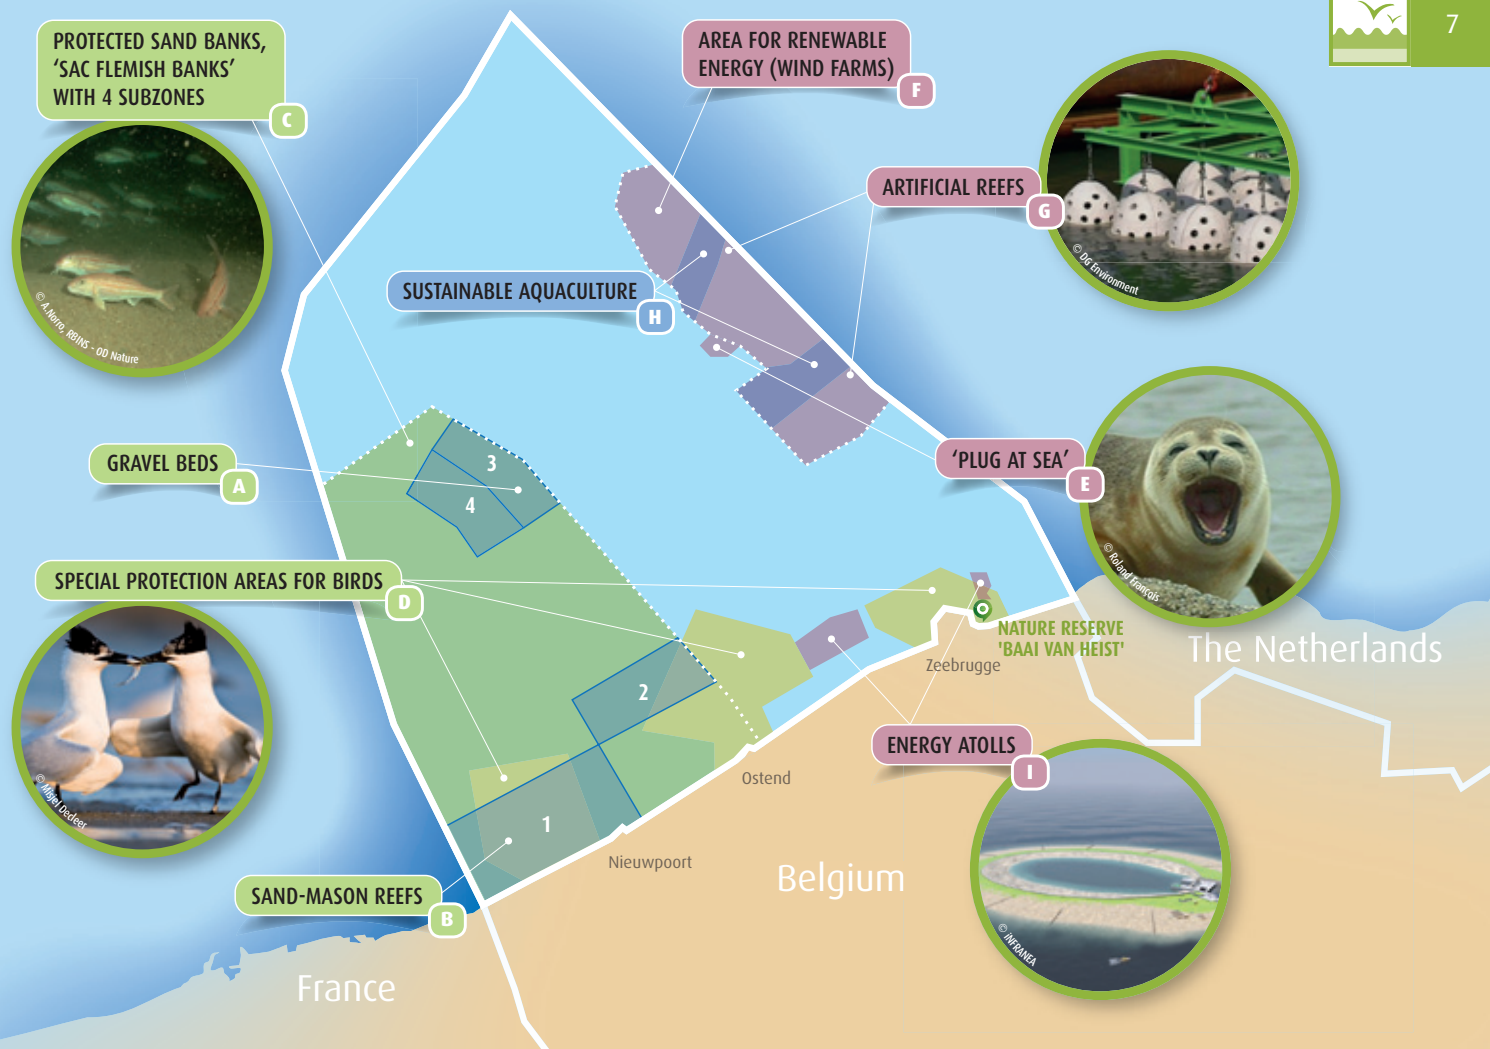 7
PROTECTED SAND BANKS,
‘SAC FLEMISH BANKS’
WITH 4 SUBZONES
C
© A.Norro, RBINS - OD Nature
AREA FOR RENEWABLE
ENERGY (WIND FARMS)
F
ARTIFICIAL REEFS
G
© DG Environment
SUSTAINABLE AQUACULTURE
H
GRAVEL BEDS
A
3
4
‘PLUG AT SEA’
E
© Roland François
SPECIAL PROTECTION AREAS FOR BIRDS
D
© Misjel Decleer
NATURE RESERVE
'BAAI VAN HEIST'
Zeebrugge
The Netherlands
2
1
ENERGY ATOLLS
I
© iNFRANEA
Ostend
Nieuwpoort
Belgium
SAND-MASON REEFS
B
France